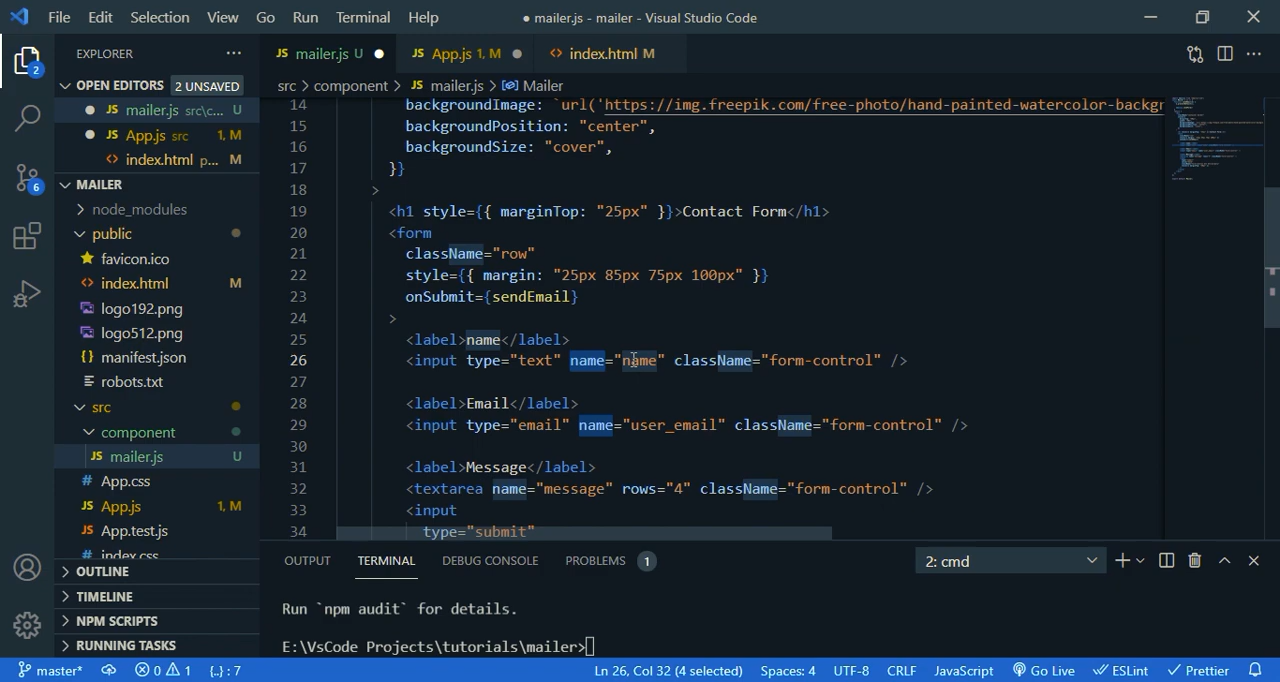 File Edit Selection View Go Run Terminal Help
● mailer.js - mailer - Visual Studio Code
EXPLORER ...
OPEN EDITORS 2 UNSAVED
● JS mailer.js src\c... U
● JS App.js src 1, M
<> index.html p... M
MAILER
node_modules
public
favicon.ico
<> index.html M
logo192.png
logo512.png
{} manifest.json
robots.txt
src
component
JS mailer.js U
# App.css
JS App.js 1, M
JS App.test.js
# index.css
OUTLINE
TIMELINE
NPM SCRIPTS
RUNNING TASKS
2
6
JS mailer.js U ●
JS App.js 1, M ●
<> index.html M
src > component > JS mailer.js > Mailer
14 backgroundImage: `url('https://img.freepik.com/free-photo/hand-painted-watercolor-backgr
15 backgroundPosition: "center",
16 backgroundSize: "cover",
17 }}
18 >
19 <h1 style={{ marginTop: "25px" }}>Contact Form</h1>
20 <form
21 className="row"
22 style={{ margin: "25px 85px 75px 100px" }}
23 onSubmit={sendEmail}
24 >
25 <label>name</label>
26 <input type="text" name="name" className="form-control" />
27
28 <label>Email</label>
29 <input type="email" name="user_email" className="form-control" />
30
31 <label>Message</label>
32 <textarea name="message" rows="4" className="form-control" />
33 <input
34 type="submit"
OUTPUT TERMINAL DEBUG CONSOLE PROBLEMS 1
2: cmd
Run `npm audit` for details.
E:\VsCode Projects\tutorials\mailer>
master* 0 1 {..} : 7
Ln 26, Col 32 (4 selected) Spaces: 4 UTF-8 CRLF JavaScript Go Live ESLint Prettier